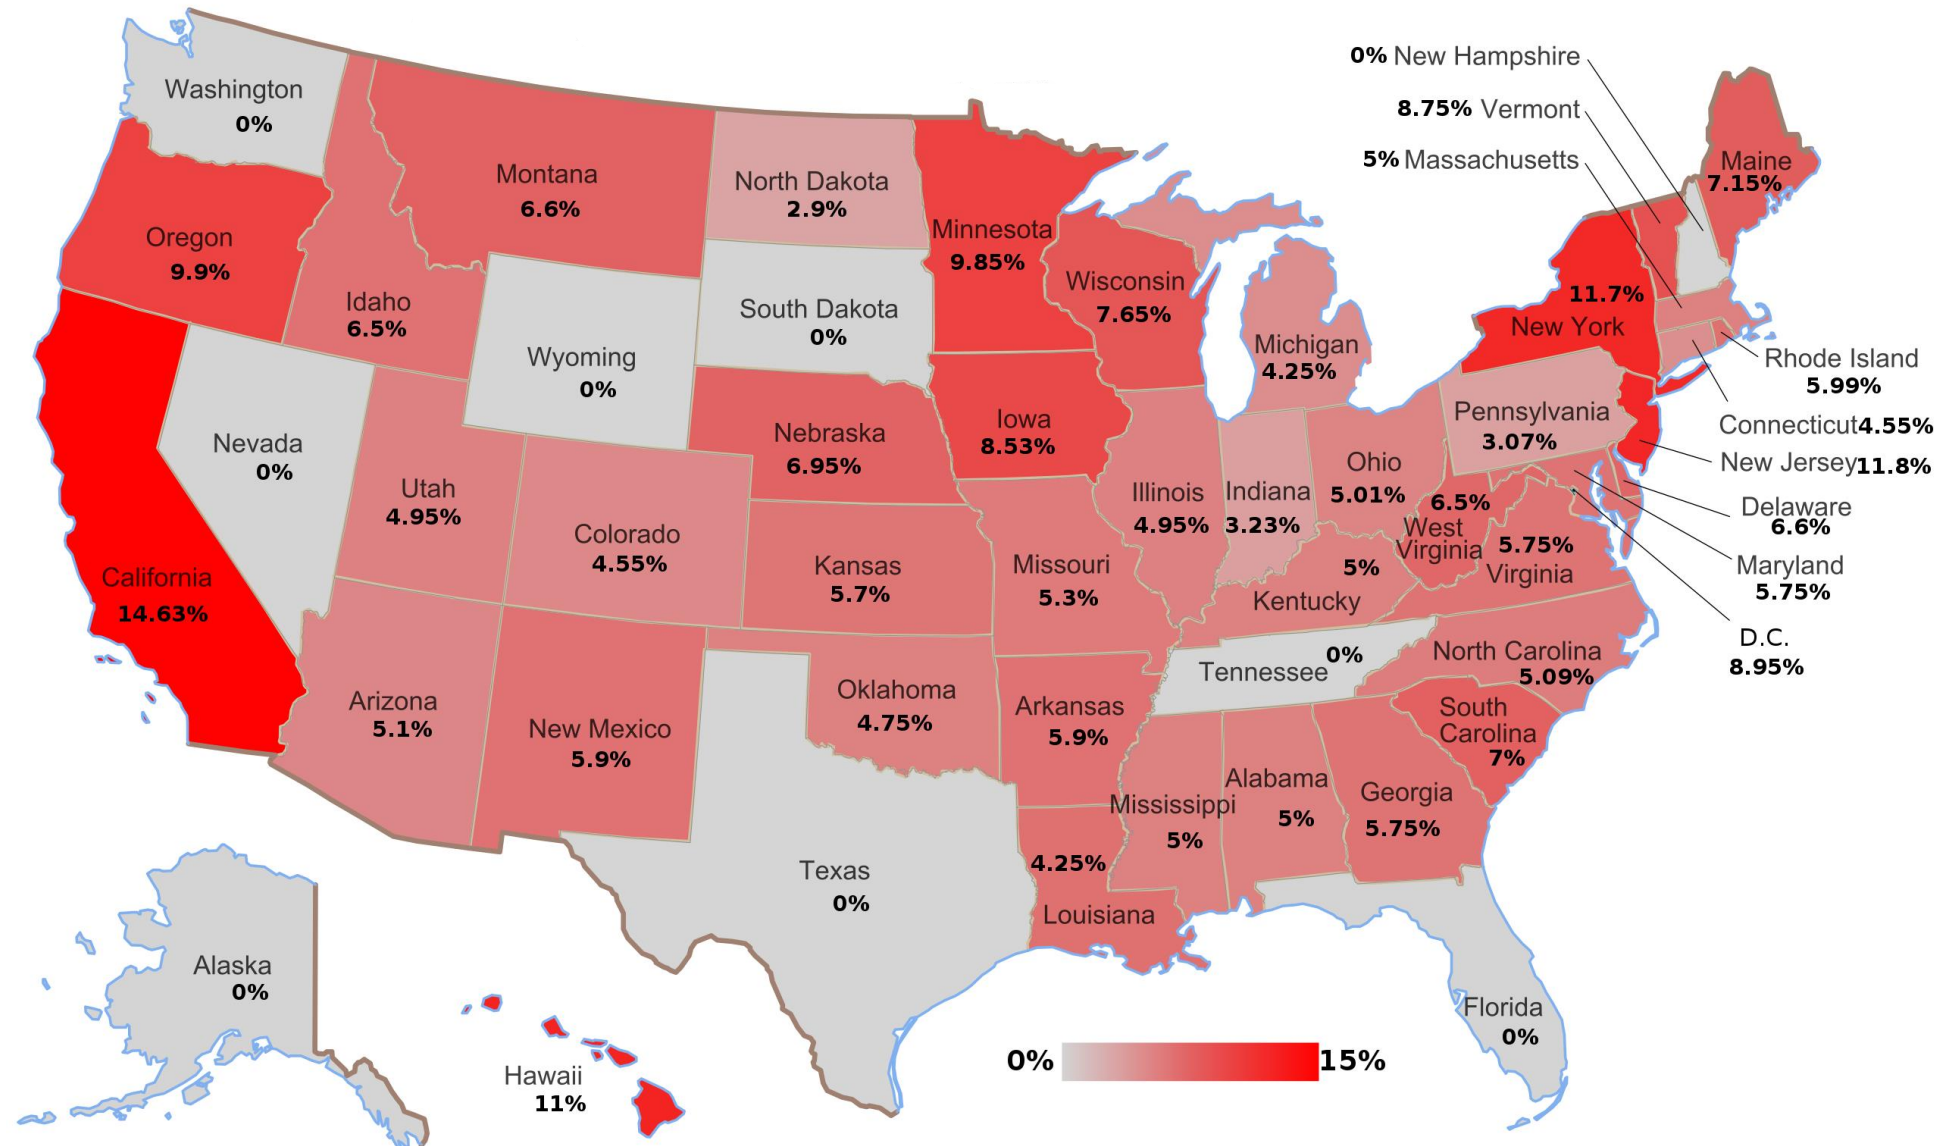 0% New Hampshire
8.75% Vermont
5% Massachusetts
Washington
0%
Maine
7.15%
Montana
6.6%
North Dakota
2.9%
Minnesota
9.85%
Oregon
9.9%
Idaho
6.5%
Wisconsin
7.65%
11.7%
New York
South Dakota
0%
Wyoming
0%
Michigan
4.25%
Rhode Island
5.99%
Connecticut 4.55%
New Jersey 11.8%
Pennsylvania
3.07%
Iowa
8.53%
Nebraska
6.95%
Nevada
0%
Utah
4.95%
Colorado
4.55%
Illinois
4.95%
Indiana
3.23%
Ohio
5.01%
6.5%
West
Virginia
5.75%
Virginia
Delaware
6.6%
Maryland
5.75%
D.C.
8.95%
California
14.63%
Kansas
5.7%
Missouri
5.3%
5%
Kentucky
0%
Tennessee
North Carolina
5.09%
Arizona
5.1%
New Mexico
5.9%
Oklahoma
4.75%
Arkansas
5.9%
South
Carolina
7%
Mississippi
5%
Alabama
5%
Georgia
5.75%
Texas
0%
4.25%
Louisiana
Alaska
0%
Florida
0%
Hawaii
11%
0%
15%